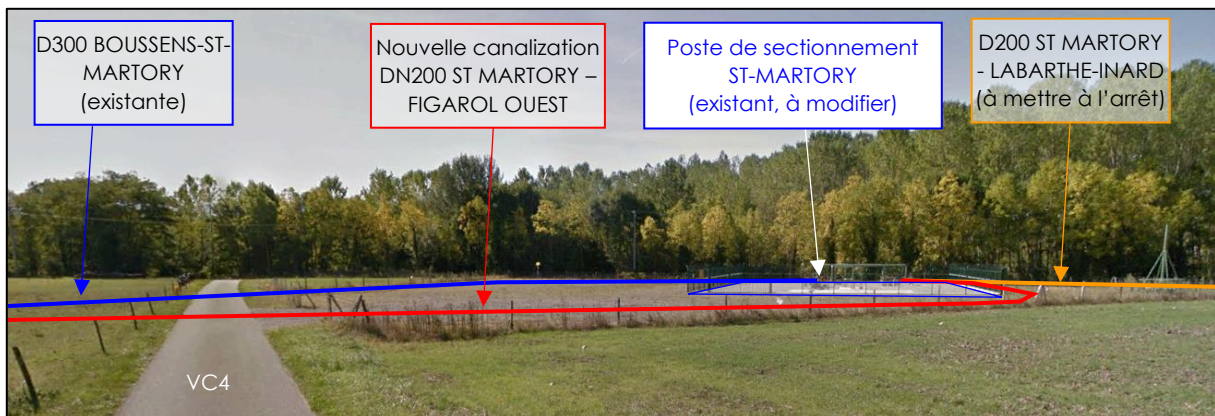 D300 BOUSSENS-ST-
MARTORY
(existante)
Nouvelle canalization
DN200 ST MARTORY –
FIGAROL OUEST
Poste de sectionnement
ST-MARTORY
(existant, à modifier)
D200 ST MARTORY
- LABARTHE-INARD
(à mettre à l’arrêt)
VC4